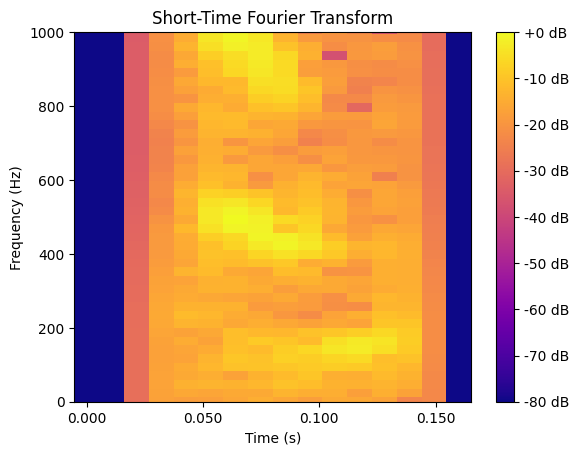 Short-Time Fourier Transform
1000
800
600
400
200
0
Frequency (Hz)
0.000
0.050
0.100
0.150
Time (s)
+0 dB
-10 dB
-20 dB
-30 dB
-40 dB
-50 dB
-60 dB
-70 dB
-80 dB